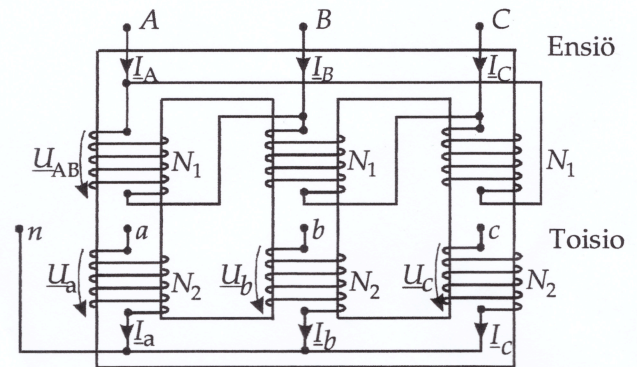 A B C
Ensiö
I_A I_B I_C
U_AB N_1 N_1 N_1
n a b c Toisio
U_a N_2 U_b N_2 U_c N_2
I_a I_b I_c